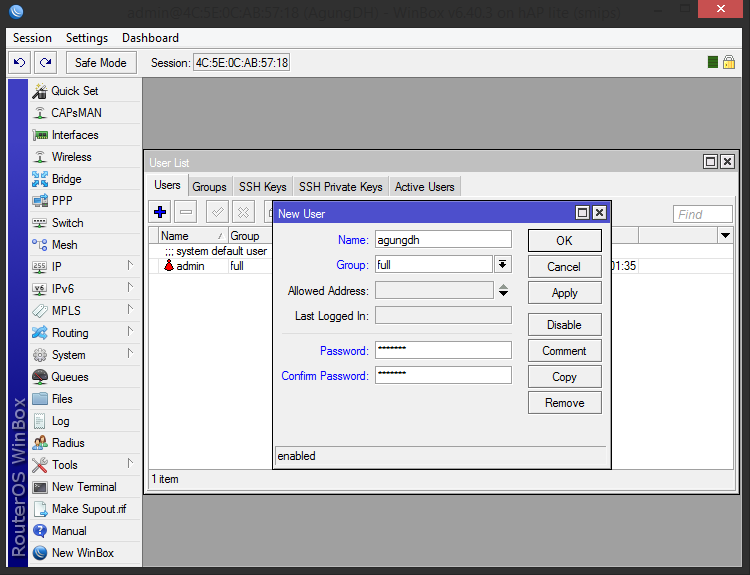 admin@4C:5E:0C:AB:57:18 (AgungDH) - WinBox v6.40.3 on hAP lite (smips)
Session Settings Dashboard
Safe Mode Session: 4C:5E:0C:AB:57:18
Quick Set
CAPsMAN
Interfaces
Wireless
Bridge
PPP
Switch
Mesh
IP
IPv6
MPLS
Routing
System
Queues
Files
Log
Radius
Tools
New Terminal
Make Supout.rif
Manual
New WinBox
RouterOS WinBox
User List
Users Groups SSH Keys SSH Private Keys Active Users
Find
Name / Group
;;; system default user
admin full 01:35
1 item
New User
Name: agungdh
Group: full
Allowed Address:
Last Logged In:
Password: *******
Confirm Password: *******
OK
Cancel
Apply
Disable
Comment
Copy
Remove
enabled